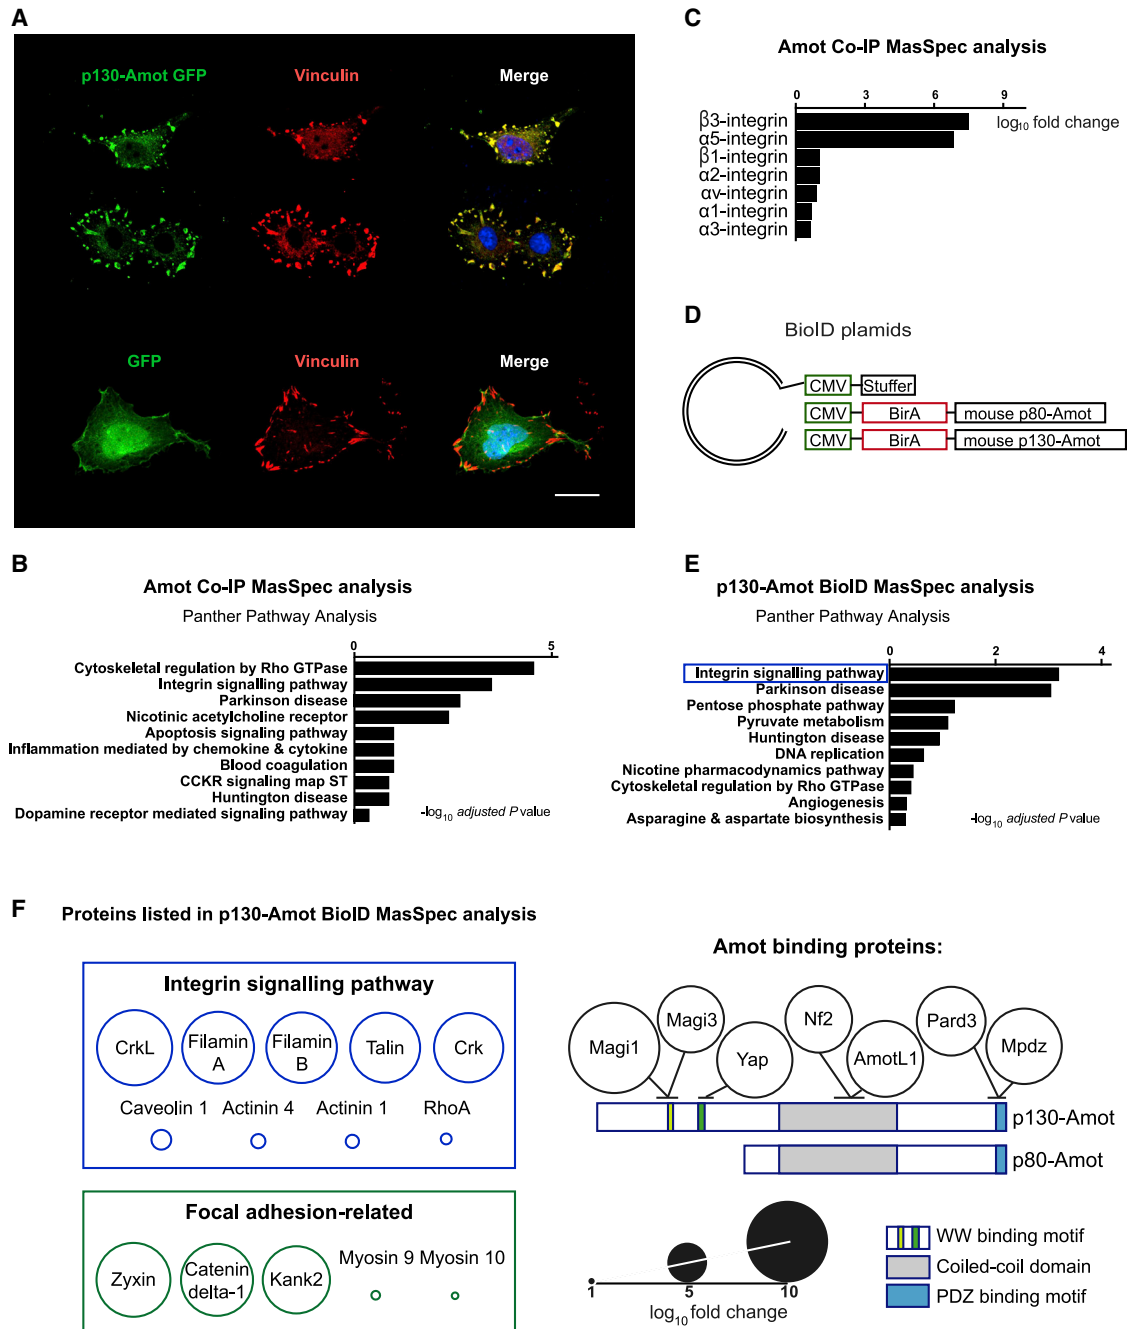 A
p130-Amot GFP
Vinculin
Merge
GFP
Vinculin
Merge
B
Amot Co-IP MasSpec analysis
Panther Pathway Analysis
0
5
Cytoskeletal regulation by Rho GTPase
Integrin signalling pathway
Parkinson disease
Nicotinic acetylcholine receptor
Apoptosis signaling pathway
Inflammation mediated by chemokine & cytokine
Blood coagulation
CCKR signaling map ST
Huntington disease
Dopamine receptor mediated signaling pathway
-log10 adjusted P value
C
Amot Co-IP MasSpec analysis
0 3 6 9
log10 fold change
β3-integrin
α5-integrin
β1-integrin
α2-integrin
αv-integrin
α1-integrin
α3-integrin
D
BioID plamids
CMV Stuffer
CMV BirA mouse p80-Amot
CMV BirA mouse p130-Amot
E
p130-Amot BioID MasSpec analysis
Panther Pathway Analysis
0 2 4
Integrin signalling pathway
Parkinson disease
Pentose phosphate pathway
Pyruvate metabolism
Huntington disease
DNA replication
Nicotine pharmacodynamics pathway
Cytoskeletal regulation by Rho GTPase
Angiogenesis
Asparagine & aspartate biosynthesis
-log10 adjusted P value
F
Proteins listed in p130-Amot BioID MasSpec analysis
Integrin signalling pathway
CrkL
Filamin
A
Filamin
B
Talin
Crk
Caveolin 1
Actinin 4
Actinin 1
RhoA
Focal adhesion-related
Zyxin
Catenin
delta-1
Kank2
Myosin 9
Myosin 10
Amot binding proteins:
Magi1
Magi3
Yap
Nf2
AmotL1
Pard3
Mpdz
p130-Amot
p80-Amot
1 5 10
log10 fold change
WW binding motif
Coiled-coil domain
PDZ binding motif